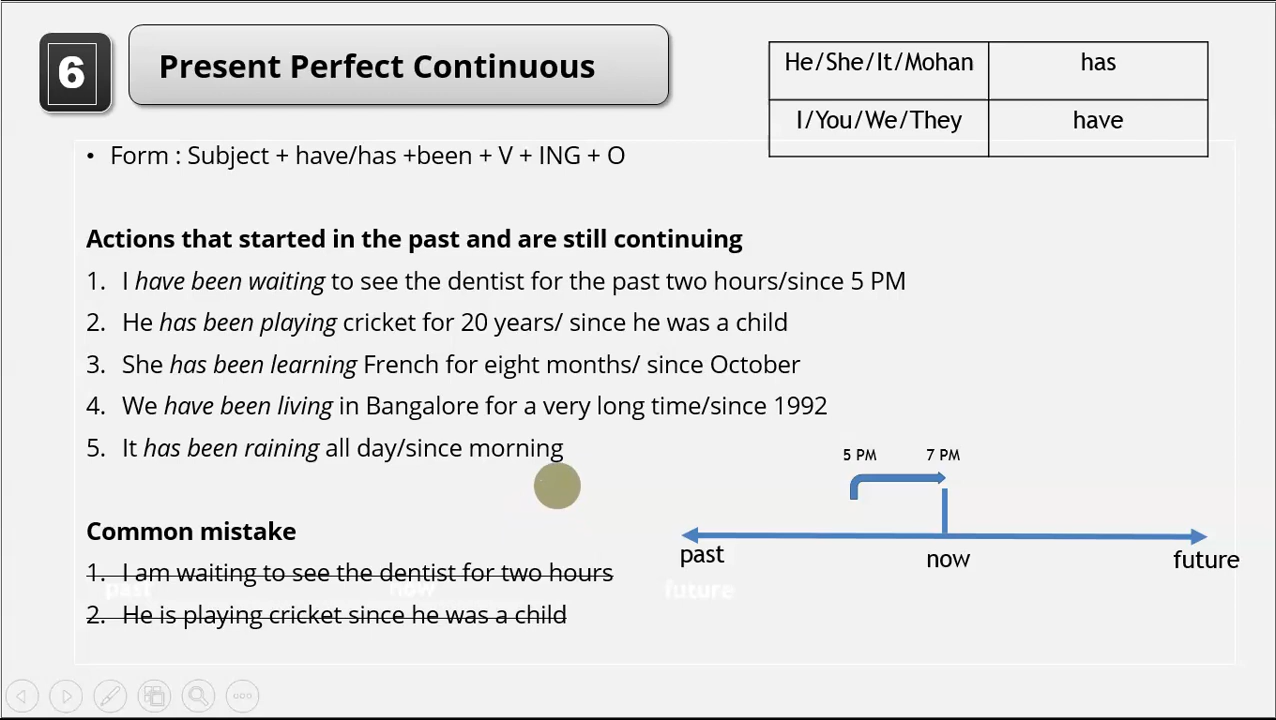 6
Present Perfect Continuous
He/She/It/Mohan has
I/You/We/They have
• Form : Subject + have/has +been + V + ING + O
Actions that started in the past and are still continuing
1. I have been waiting to see the dentist for the past two hours/since 5 PM
2. He has been playing cricket for 20 years/ since he was a child
3. She has been learning French for eight months/ since October
4. We have been living in Bangalore for a very long time/since 1992
5. It has been raining all day/since morning
5 PM 7 PM
past now future
Common mistake
1. I am waiting to see the dentist for two hours
past now future
2. He is playing cricket since he was a child